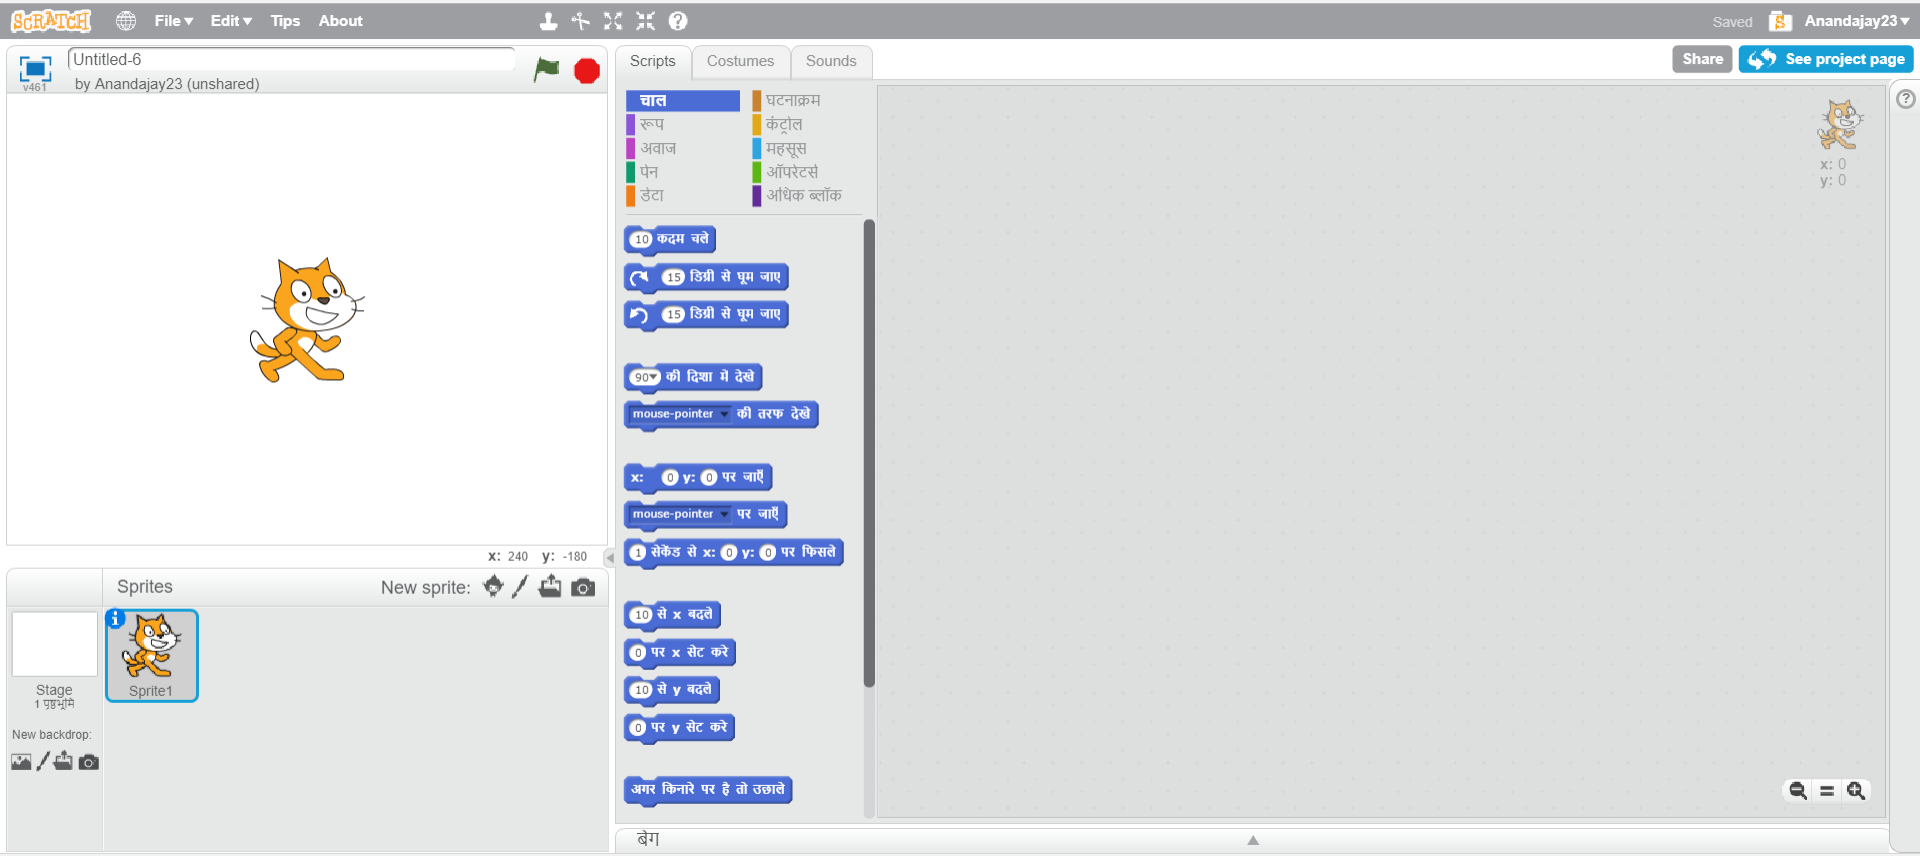 SCRATCH File Edit Tips About Saved Anandajay23
Untitled-6
v461 by Anandajay23 (unshared)
Scripts Costumes Sounds Share See project page
चाल घटनाक्रम
रूप कंट्रोल
अवाज महसूस
पेन ऑपरेटर्स
डेटा अधिक ब्लॉक
x: 0
y: 0
10 कदम चले
15 डिग्री से घूम जाए
15 डिग्री से घूम जाए
90 की दिशा में देखे
mouse-pointer की तरफ देखे
x: 0 y: 0 पर जाएँ
mouse-pointer पर जाएँ
1 सेकेंड से x: 0 y: 0 पर फिसले
10 से x बदले
0 पर x सेट करे
10 से y बदले
0 पर y सेट करे
अगर किनारे पर है तो उछाले
x: 240 y: -180
Sprites New sprite:
Sprite1
Stage
1 पृष्ठभूमि
New backdrop:
बेग